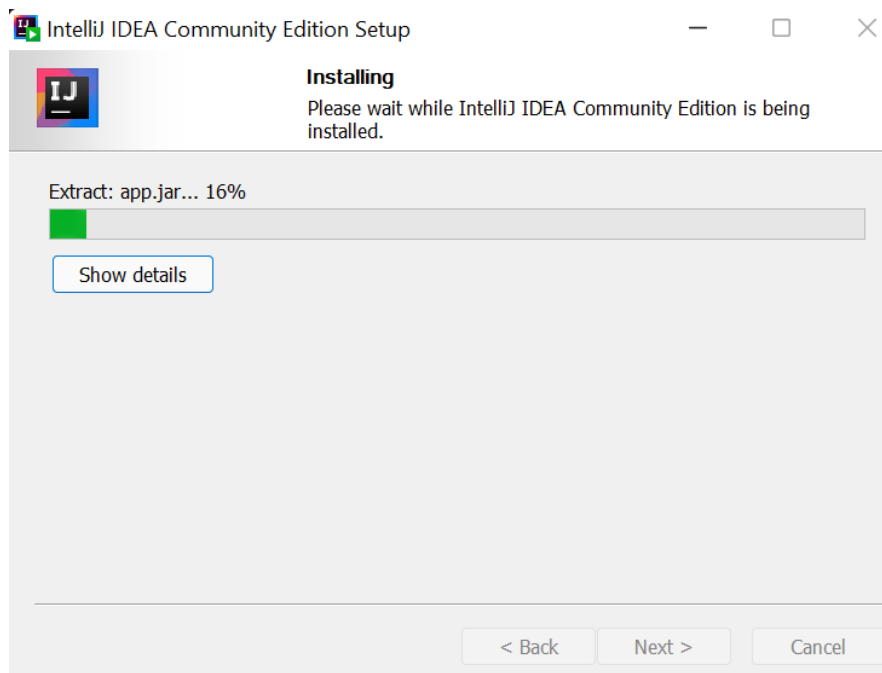 IntelliJ IDEA Community Edition Setup
IJ
Installing
Please wait while IntelliJ IDEA Community Edition is being
installed.
Extract: app.jar... 16%
Show details
< Back
Next >
Cancel